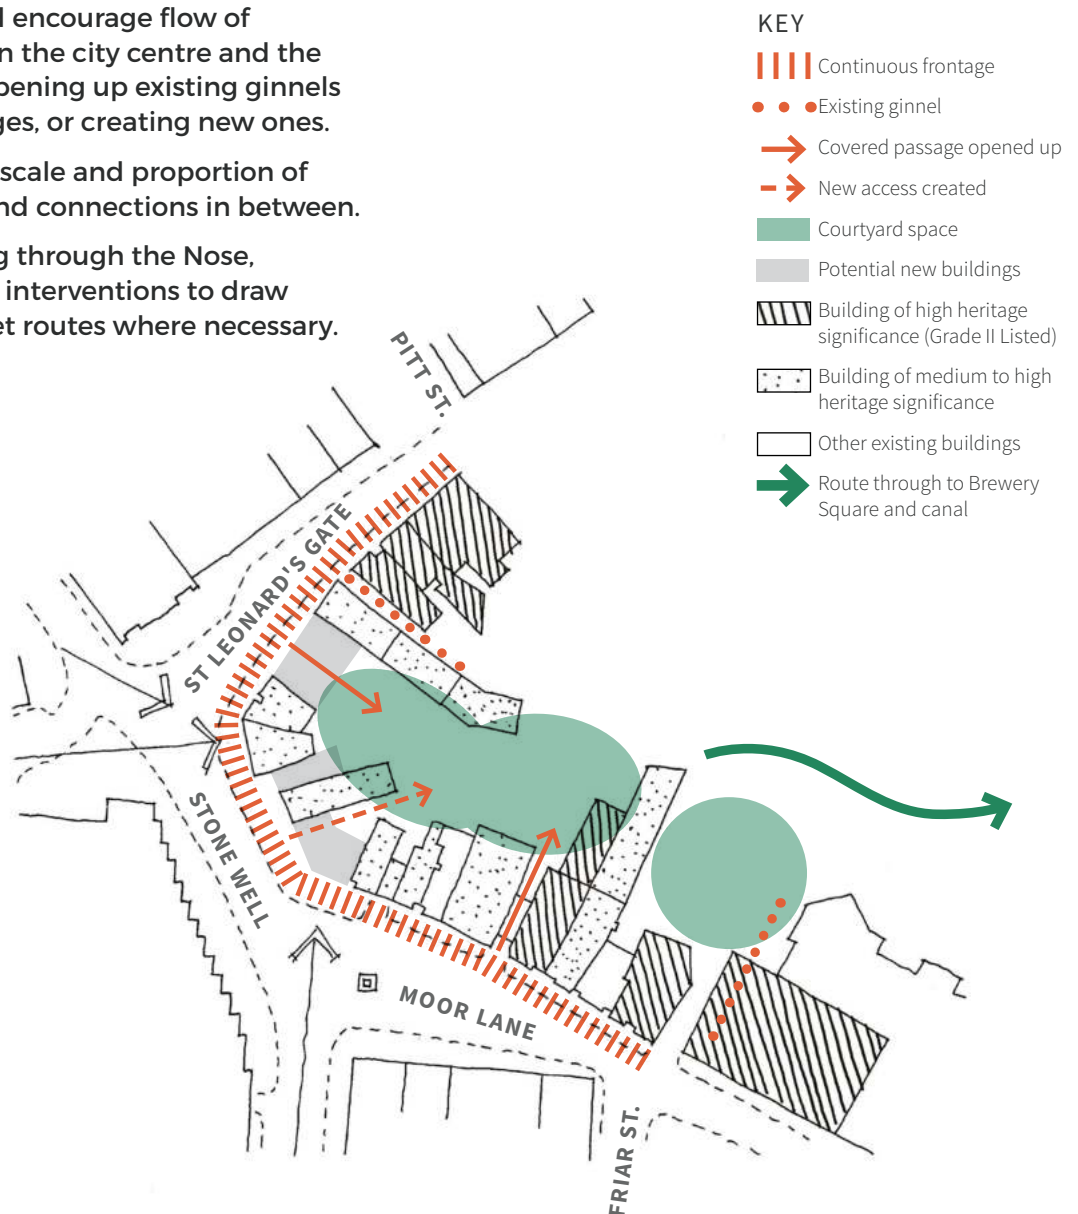 l encourage flow of
n the city centre and the
pening up existing ginnels
ges, or creating new ones.
scale and proportion of
nd connections in between.
g through the Nose,
interventions to draw
et routes where necessary.
KEY
Continuous frontage
Existing ginnel
Covered passage opened up
New access created
Courtyard space
Potential new buildings
Building of high heritage
significance (Grade II Listed)
Building of medium to high
heritage significance
Other existing buildings
Route through to Brewery
Square and canal
PITT ST.
ST LEONARD'S GATE
STONE WELL
MOOR LANE
FRIAR ST.